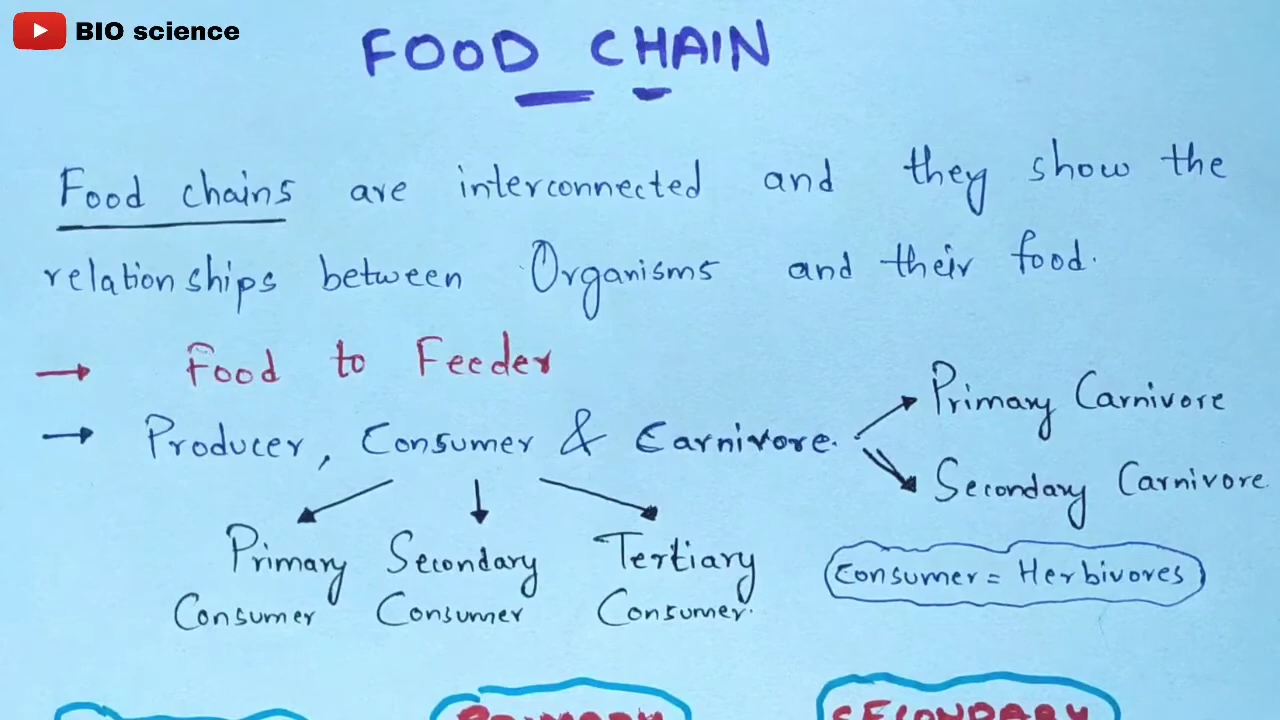 BIO science
FOOD CHAIN
Food chains are interconnected and they show the
relationships between Organisms and their food.
→ Food to Feeder
→ Producer, Consumer & Carnivore.
Primary Carnivore
Secondary Carnivore
Primary Consumer
Secondary Consumer
Tertiary Consumer.
Consumer = Herbivores
PRIMARY
SECONDARY